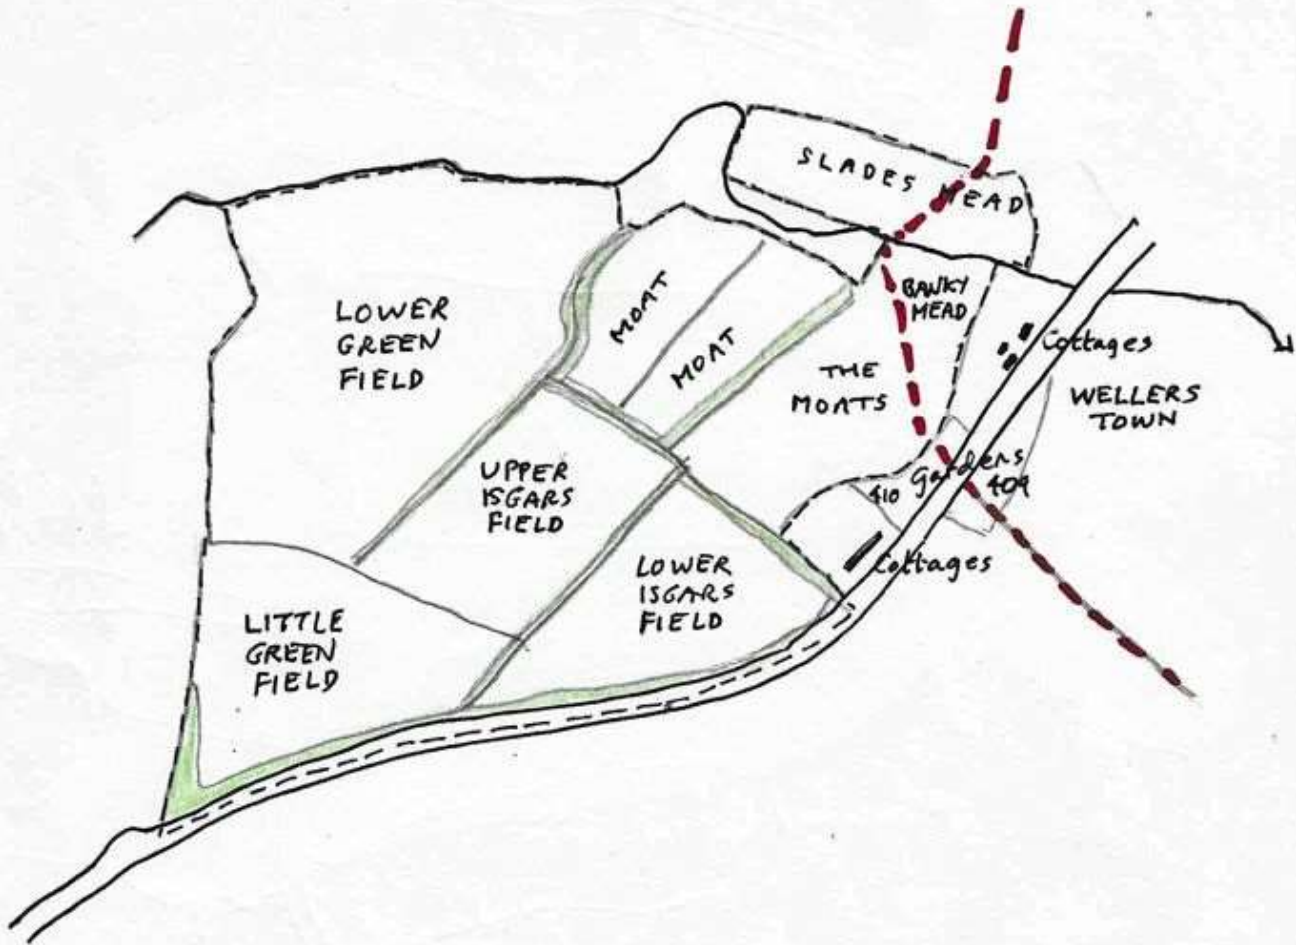 SLADES MEAD
LOWER
GREEN
FIELD
MOAT
MOAT
BANKY
MEAD
THE
MOATS
Cottages
WELLERS
TOWN
UPPER
ISGARS
FIELD
410
Gardens
409
Cottages
LOWER
ISGARS
FIELD
LITTLE
GREEN
FIELD